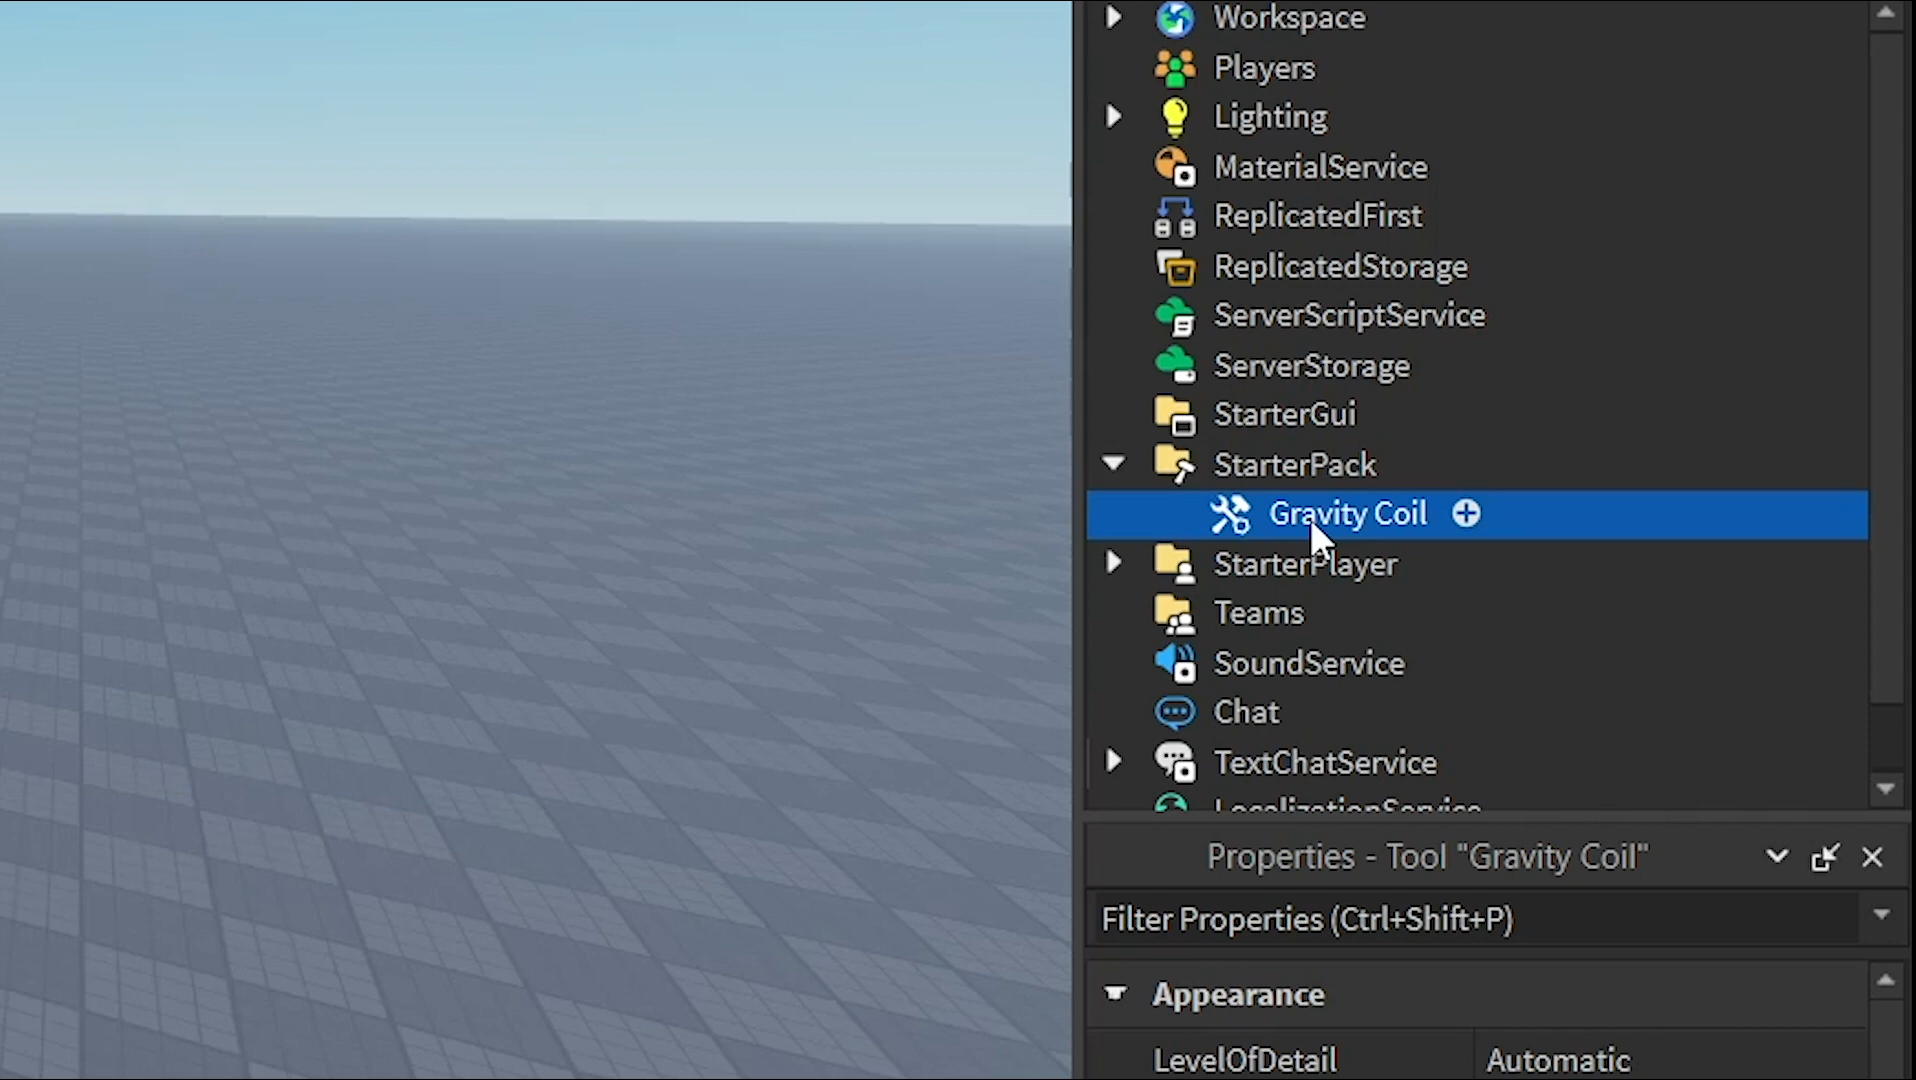 Workspace
Players
Lighting
MaterialService
ReplicatedFirst
ReplicatedStorage
ServerScriptService
ServerStorage
StarterGui
StarterPack
Gravity Coil
StarterPlayer
Teams
SoundService
Chat
TextChatService
LocalizationService
Properties - Tool "Gravity Coil"
Filter Properties (Ctrl+Shift+P)
Appearance
LevelOfDetail Automatic